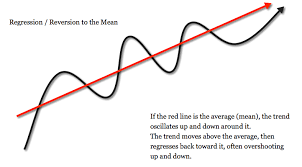 Regression / Reversion to the Mean
If the red line is the average (mean), the trend
oscillates up and down around it.
The trend moves above the average, then
regresses back toward it, often overshooting
up and down.